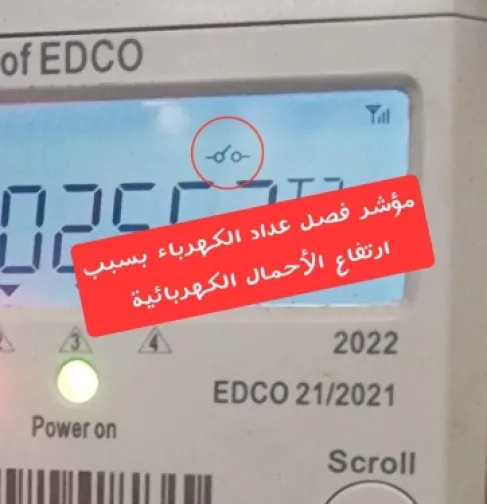 of EDCO
مؤشر فصل عداد الكهرباء بسبب
ارتفاع الأحمال الكهربائية
3 4
2022
EDCO 21/2021
Power on
Scroll